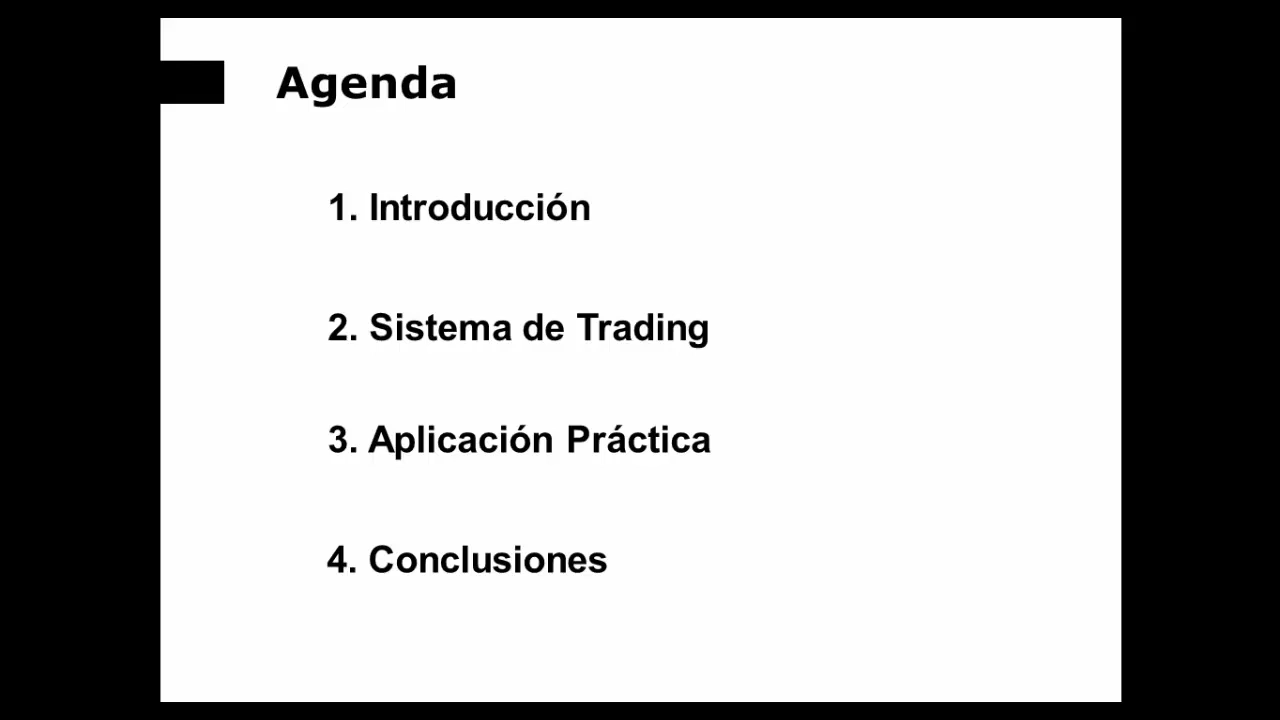 Agenda
1. Introducción
2. Sistema de Trading
3. Aplicación Práctica
4. Conclusiones